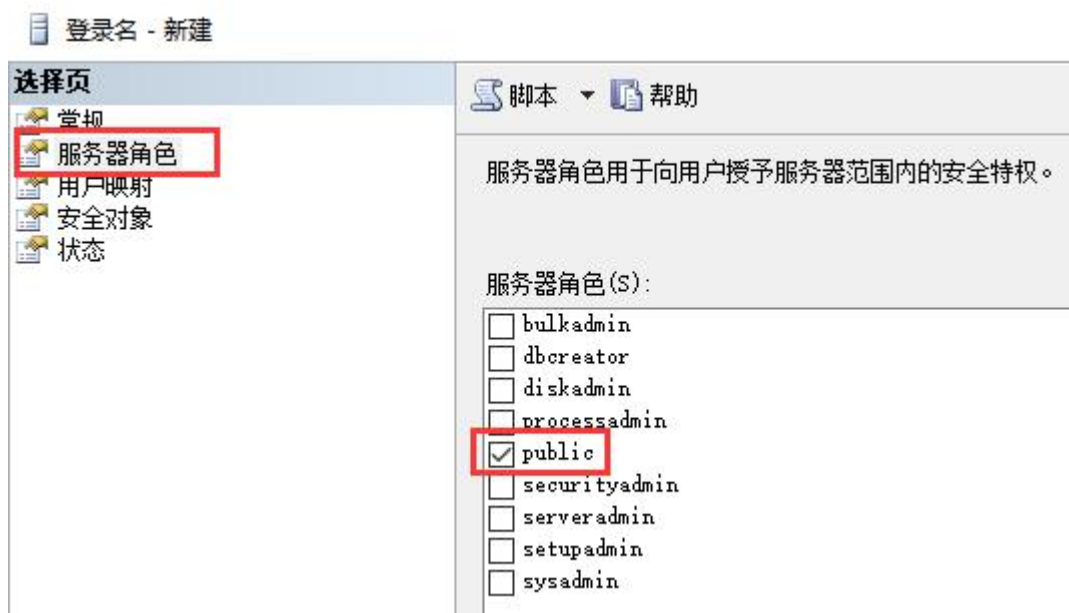 登录名 - 新建
选择页
常规
服务器角色
用户映射
安全对象
状态
脚本 帮助
服务器角色用于向用户授予服务器范围内的安全特权。
服务器角色(S):
bulkadmin
dbcreator
diskadmin
processadmin
public
securityadmin
serveradmin
setupadmin
sysadmin